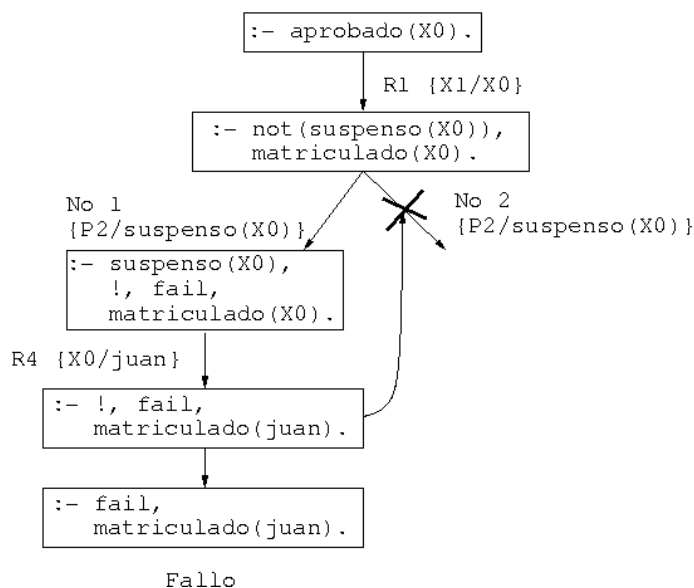 :- aprobado(X0).
R1 {X1/X0}
:- not(suspenso(X0)),
matriculado(X0).
No 1
{P2/suspenso(X0)}
No 2
{P2/suspenso(X0)}
:- suspenso(X0),
!, fail,
matriculado(X0).
R4 {X0/juan}
:- !, fail,
matriculado(juan).
:- fail,
matriculado(juan).
Fallo